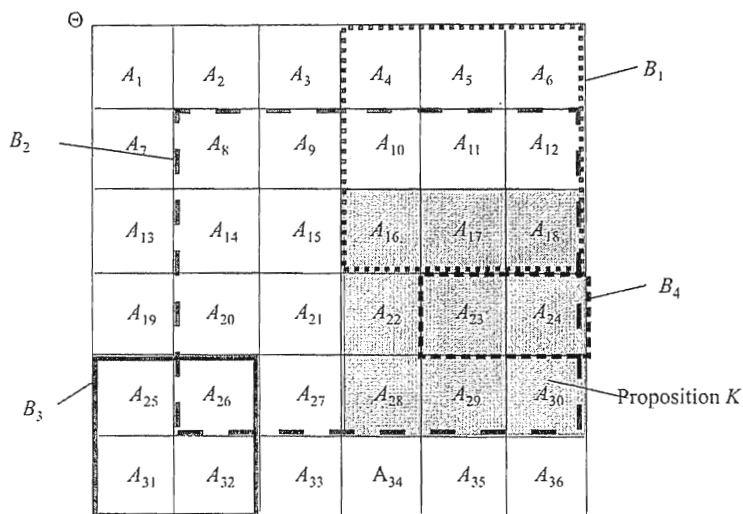 Θ
A₁ A₂ A₃ A₄ A₅ A₆ B₁
B₂ A₇ A₈ A₉ A₁₀ A₁₁ A₁₂
A₁₃ A₁₄ A₁₅ A₁₆ A₁₇ A₁₈
A₁₉ A₂₀ A₂₁ A₂₂ A₂₃ A₂₄ B₄
B₃ A₂₅ A₂₆ A₂₇ A₂₈ A₂₉ A₃₀ Proposition K
A₃₁ A₃₂ A₃₃ A₃₄ A₃₅ A₃₆